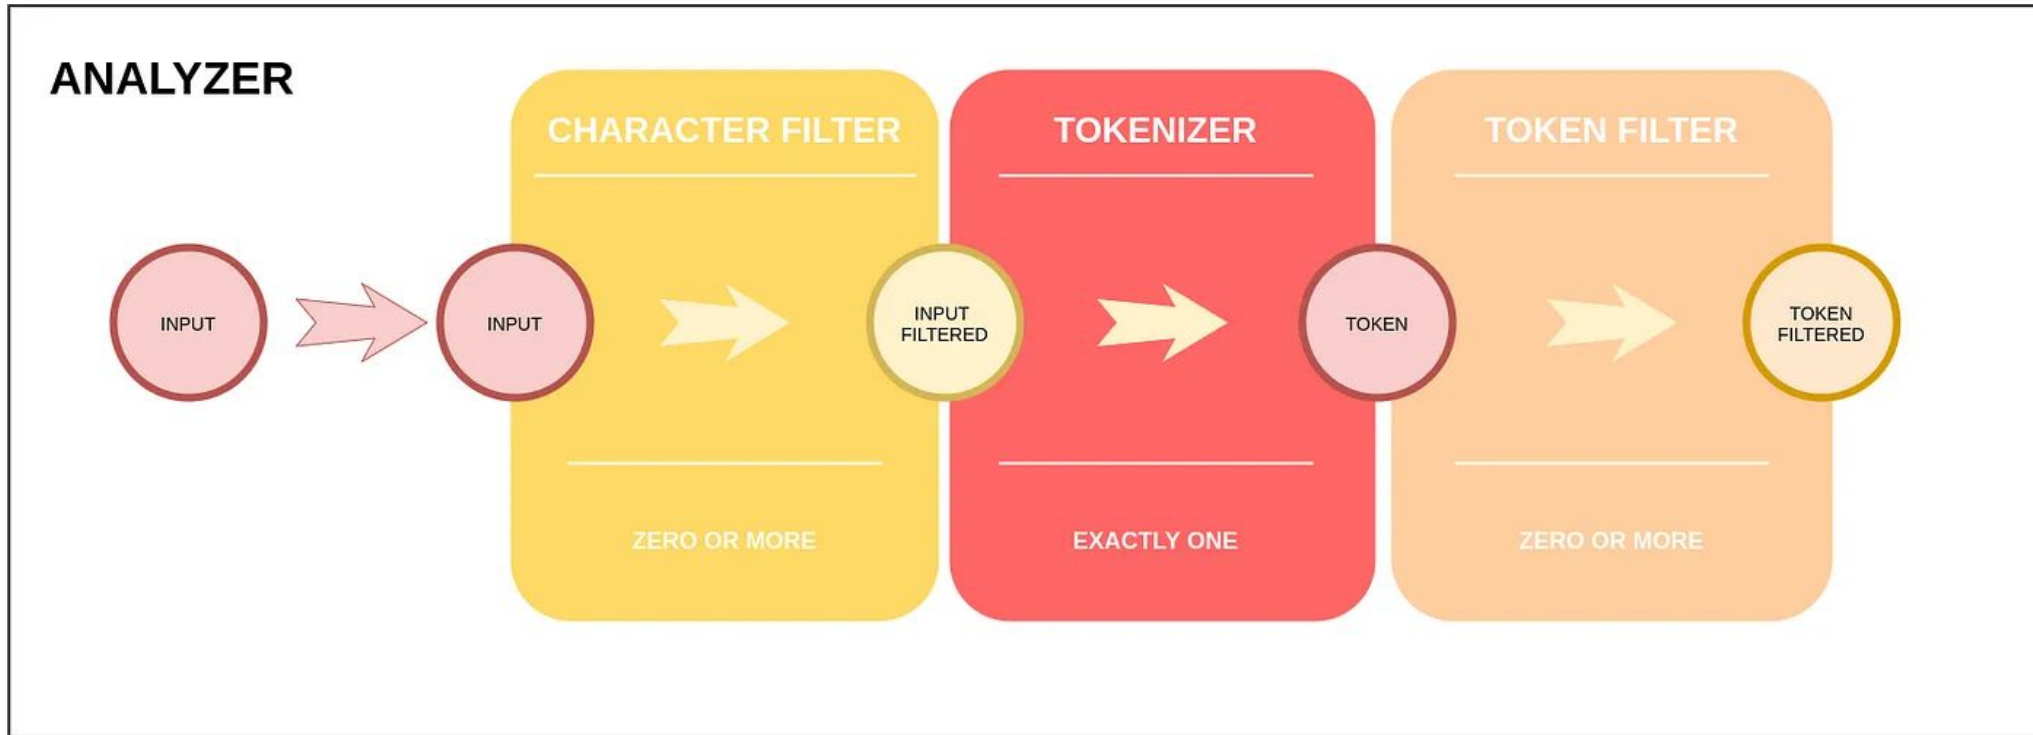 ANALYZER
CHARACTER FILTER
TOKENIZER
TOKEN FILTER
INPUT
INPUT
INPUT
FILTERED
TOKEN
TOKEN
FILTERED
ZERO OR MORE
EXACTLY ONE
ZERO OR MORE